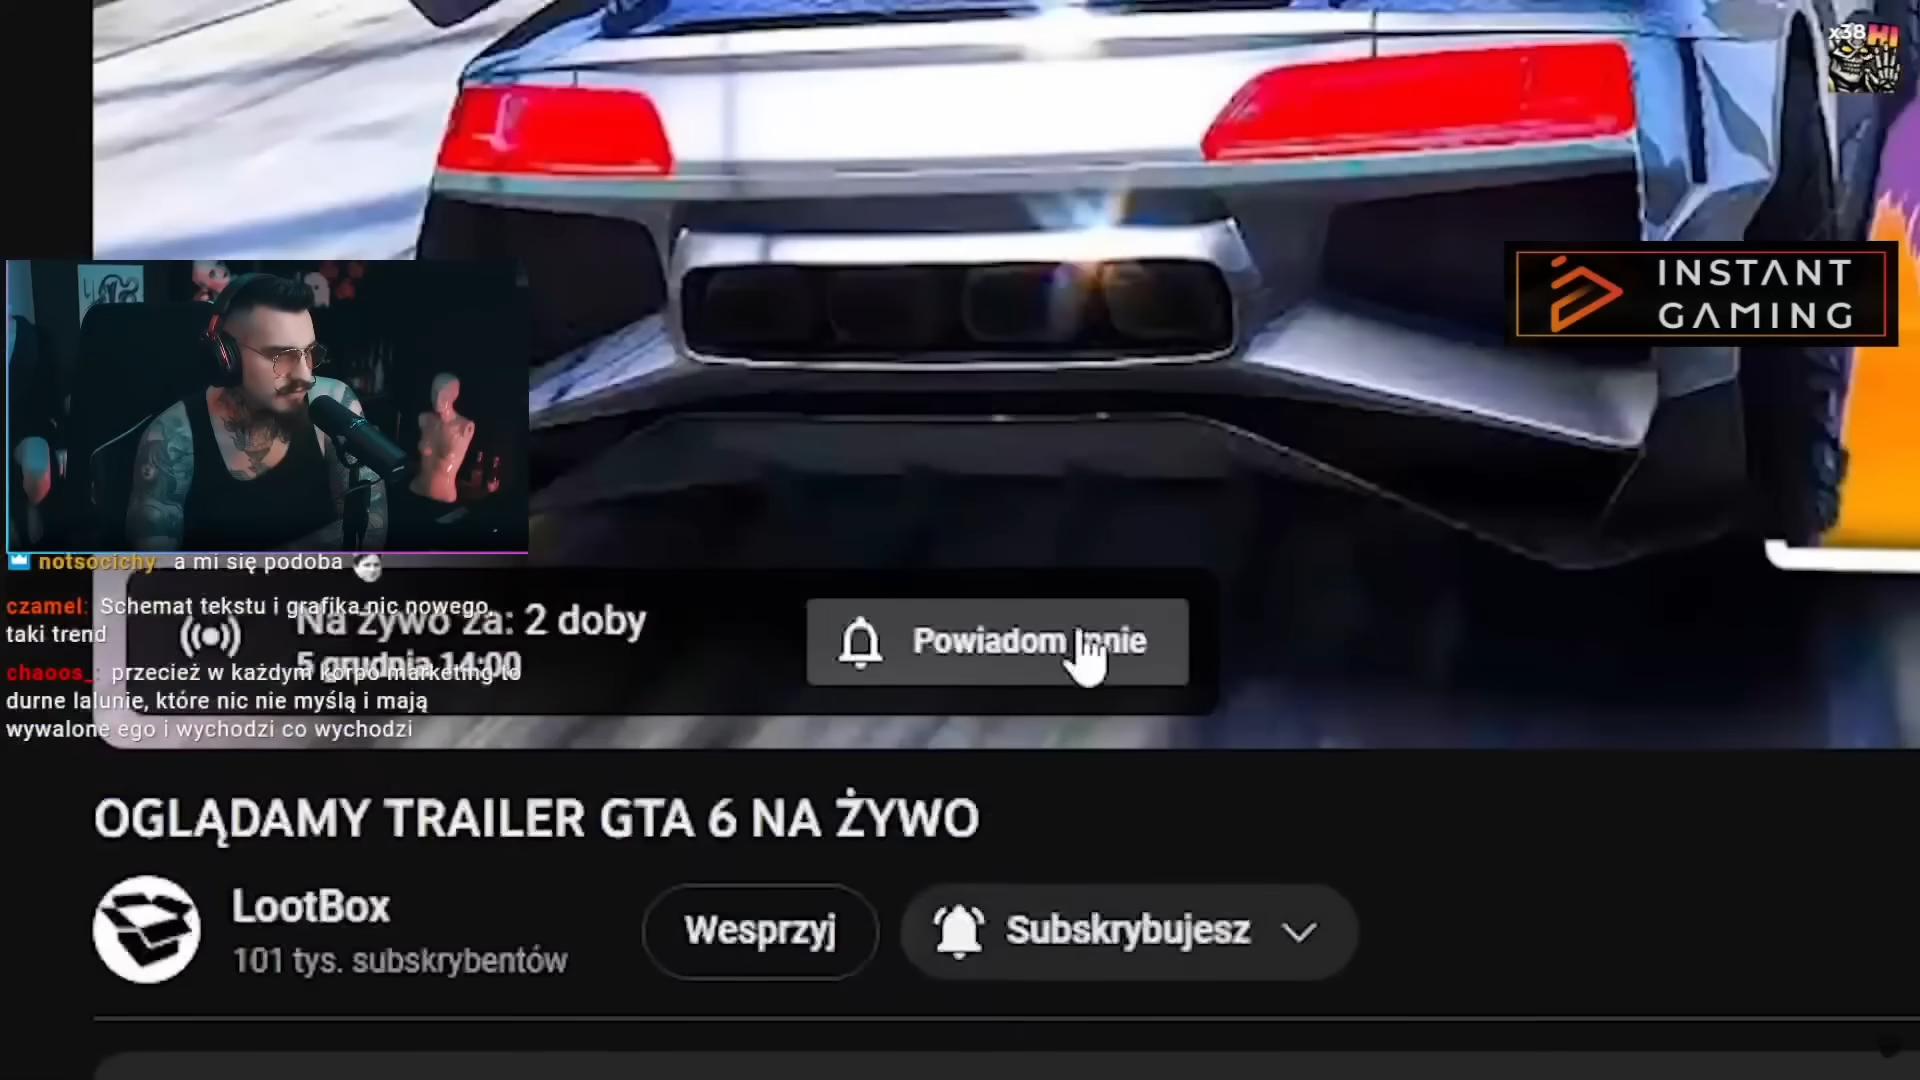 x38 HI
INSTANT
GAMING
notsocichy a mi się podoba
czamel: Schemat tekstu i grafika nic nowego,
taki trend
chaoos_: przecież w każdym korpo marketing to
durne lalunie, które nic nie myślą i mają
wywalone ego i wychodzi co wychodzi
Na żywo za: 2 doby
5 grudnia 14:00
Powiadom mnie
OGLĄDAMY TRAILER GTA 6 NA ŻYWO
LootBox
101 tys. subskrybentów
Wesprzyj
Subskrybujesz